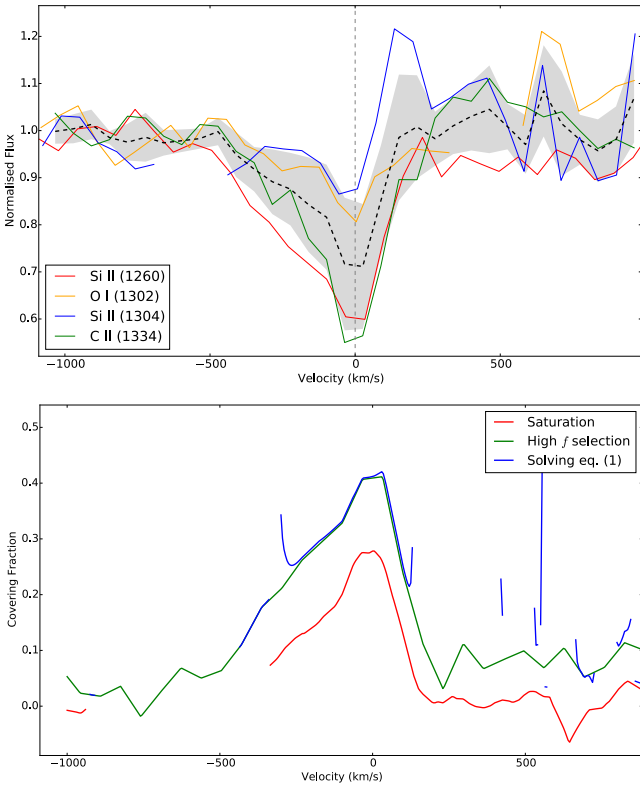 1.2
1.1
1.0
0.9
0.8
0.7
0.6
Normalised Flux
Si II (1260)
O I (1302)
Si II (1304)
C II (1334)
−1000
−500
0
500
Velocity (km/s)
0.5
0.4
0.3
0.2
0.1
0.0
Covering Fraction
Saturation
High f selection
Solving eq. (1)
−1000
−500
0
500
Velocity (km/s)